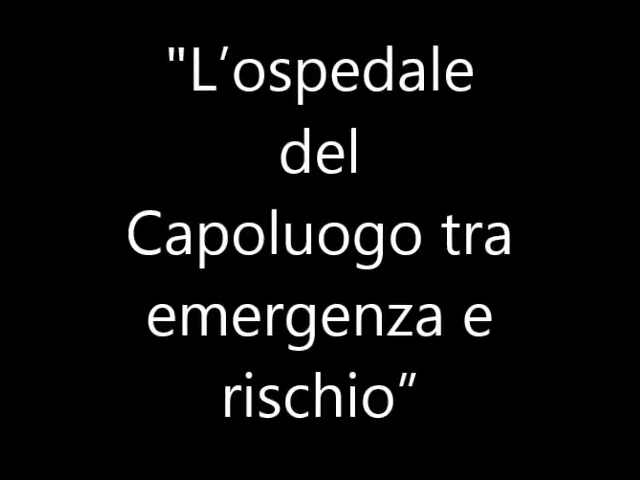 "L’ospedale
del
Capoluogo tra
emergenza e
rischio”